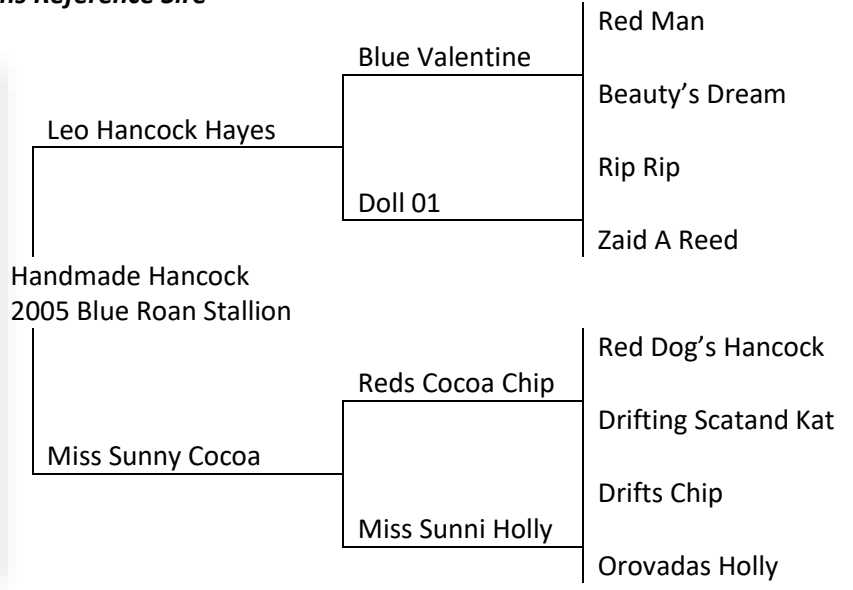 ns Reference Sire
Red Man
Blue Valentine
Beauty's Dream
Leo Hancock Hayes
Rip Rip
Doll 01
Zaid A Reed
Handmade Hancock
2005 Blue Roan Stallion
Red Dog's Hancock
Reds Cocoa Chip
Drifting Scatand Kat
Miss Sunny Cocoa
Drifts Chip
Miss Sunni Holly
Orovadas Holly